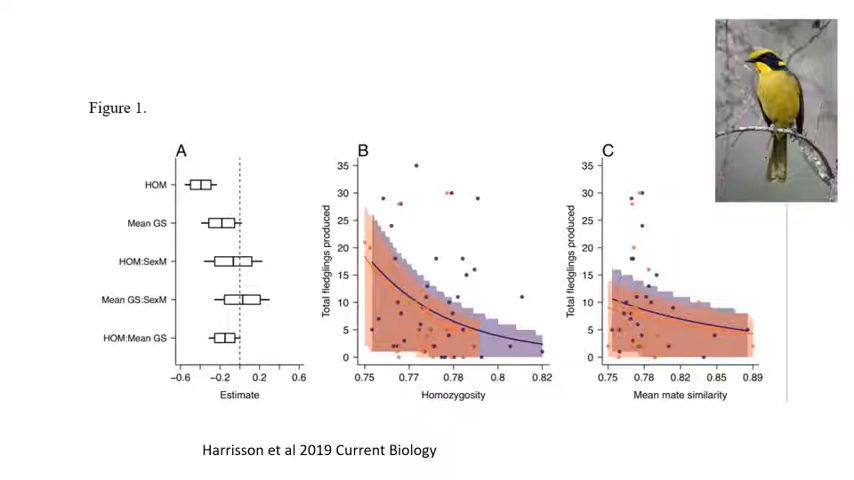 Figure 1.
A
HOM
Mean GS
HOM:SexM
Mean GS:SexM
HOM:Mean GS
−0.6 −0.2 0.2 0.6
Estimate
B
Total fledglings produced
35
30
25
20
15
10
5
0
0.75 0.77 0.78 0.8 0.82
Homozygosity
C
Total fledglings produced
35
30
25
20
15
10
5
0
0.75 0.78 0.82 0.85 0.89
Mean mate similarity
Harrisson et al 2019 Current Biology